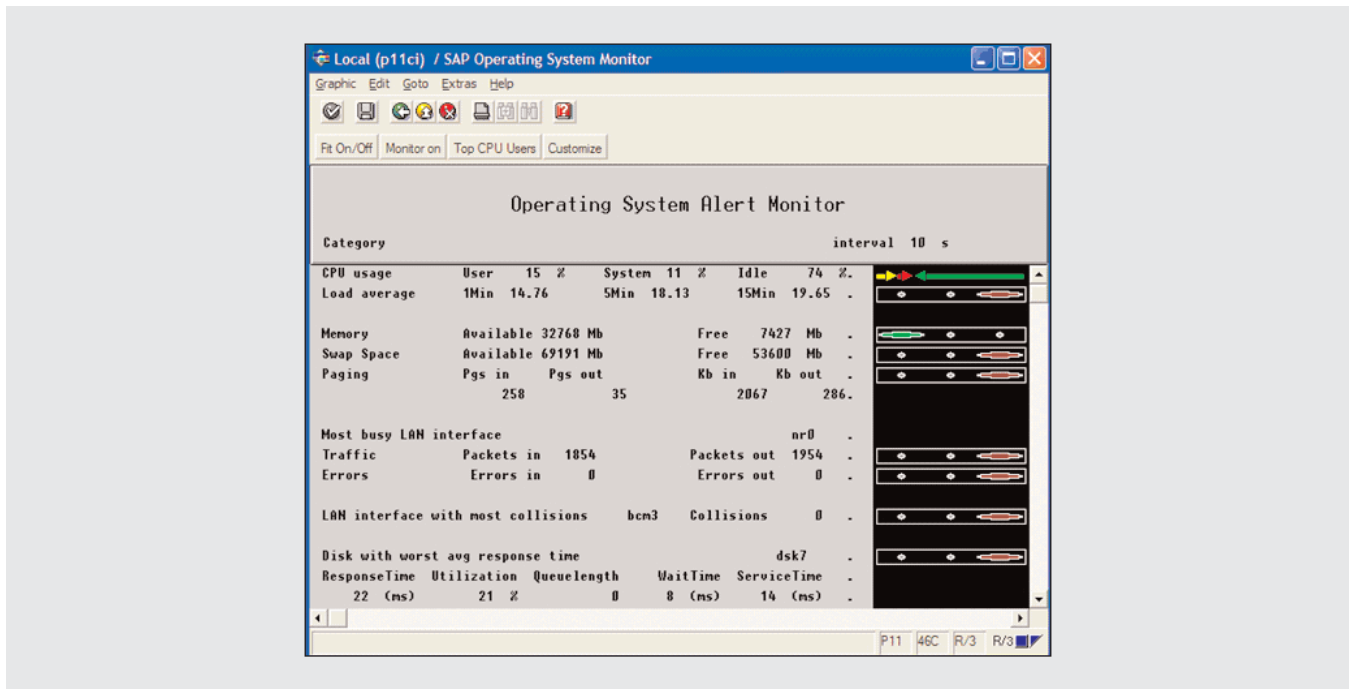 Local (p11ci) / SAP Operating System Monitor
Graphic Edit Goto Extras Help
Fit On/Off Monitor on Top CPU Users Customize
Operating System Alert Monitor
Category interval 10 s
CPU usage User 15 % System 11 % Idle 74 %.
Load average 1Min 14.76 5Min 18.13 15Min 19.65 .
Memory Available 32768 Mb Free 7427 Mb .
Swap Space Available 69191 Mb Free 53600 Mb .
Paging Pgs in Pgs out Kb in Kb out .
258 35 2067 286.
Most busy LAN interface nr0 .
Traffic Packets in 1854 Packets out 1954 .
Errors Errors in 0 Errors out 0 .
LAN interface with most collisions bcm3 Collisions 0 .
Disk with worst avg response time dsk7 .
ResponseTime Utilization Queuelength WaitTime ServiceTime .
22 (ms) 21 % 0 8 (ms) 14 (ms) .
P11 46C R/3 R/3